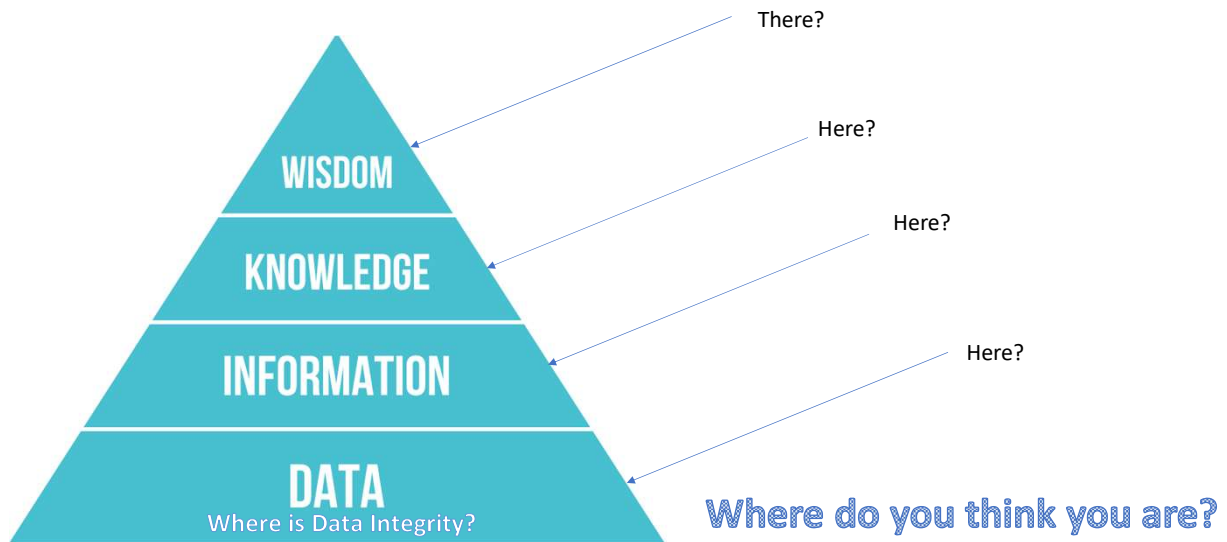 There?
Here?
WISDOM
Here?
KNOWLEDGE
Here?
INFORMATION
DATA
Where is Data Integrity?
Where do you think you are?